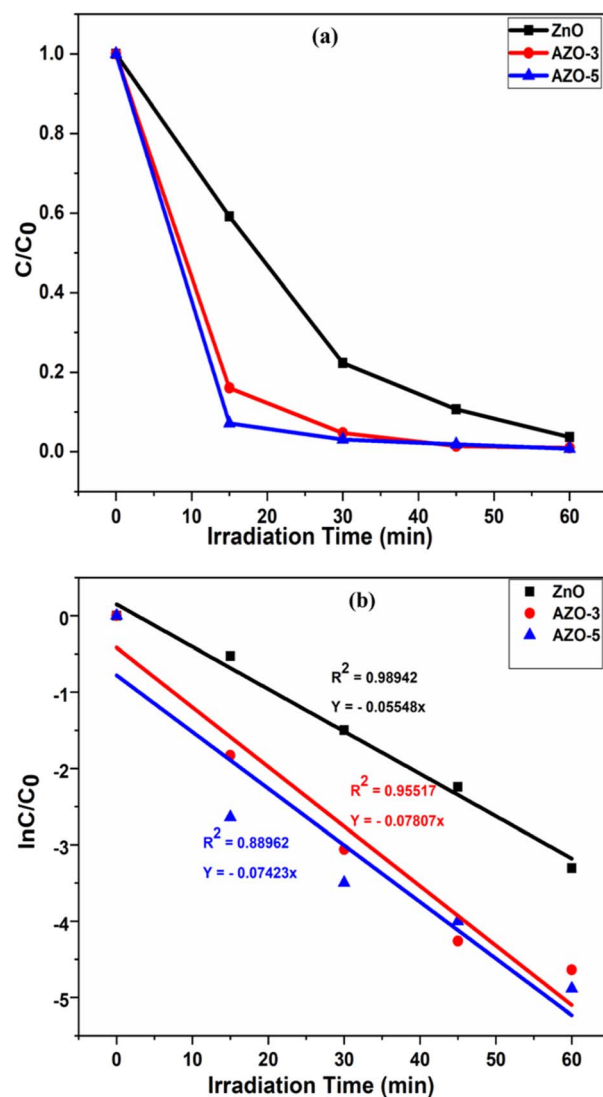 (a)
ZnO
AZO-3
AZO-5
1.0
0.8
0.6
0.4
0.2
0.0
C/C0
0 10 20 30 40 50 60
Irradiation Time (min)
(b)
ZnO
AZO-3
AZO-5
0
-1
-2
-3
-4
-5
lnC/C0
R2 = 0.98942
Y = - 0.05548x
R2 = 0.95517
Y = - 0.07807x
R2 = 0.88962
Y = - 0.07423x
0 10 20 30 40 50 60
Irradiation Time (min)